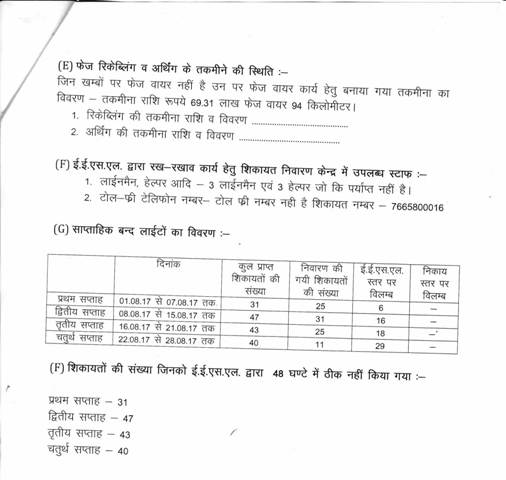 (E) फेज रिकेब्लिंग व अर्थिंग के तकमीने की स्थिति :–
जिन खम्बों पर फेज वायर नहीं है उन पर फेज वायर कार्य हेतु बनाया गया तकमीना का
विवरण – तकमीना राशि रूपये 69.31 लाख फेज वायर 94 किलोमीटर।
1. रिकेब्लिंग की तकमीना राशि व विवरण ..............................
2. अर्थिंग की तकमीना राशि व विवरण ..............................
(F) ई.ई.एस.एल. द्वारा रख–रखाव कार्य हेतु शिकायत निवारण केन्द्र में उपलब्ध स्टाफ :–
1. लाईनमैन, हेल्पर आदि – 3 लाईनमैन एवं 3 हेल्पर जो कि पर्याप्त नहीं है।
2. टोल–फ्री टेलिफोन नम्बर– टोल फ्री नम्बर नही है शिकायत नम्बर – 7665800016
(G) साप्ताहिक बन्द लाईटों का विवरण :–
दिनांक कुल प्राप्त शिकायतों की संख्या निवारण की गयी शिकायतों की संख्या ई.ई.एस.एल. स्तर पर विलम्ब निकाय स्तर पर विलम्ब
प्रथम सप्ताह 01.08.17 से 07.08.17 तक 31 25 6 –
द्वितीय सप्ताह 08.08.17 से 15.08.17 तक 47 31 16 –
तृतीय सप्ताह 16.08.17 से 21.08.17 तक 43 25 18 –
चतुर्थ सप्ताह 22.08.17 से 28.08.17 तक 40 11 29 –
(F) शिकायतों की संख्या जिनको ई.ई.एस.एल. द्वारा 48 घण्टे में ठीक नहीं किया गया :–
प्रथम सप्ताह – 31
द्वितीय सप्ताह – 47
तृतीय सप्ताह – 43
चतुर्थ सप्ताह – 40